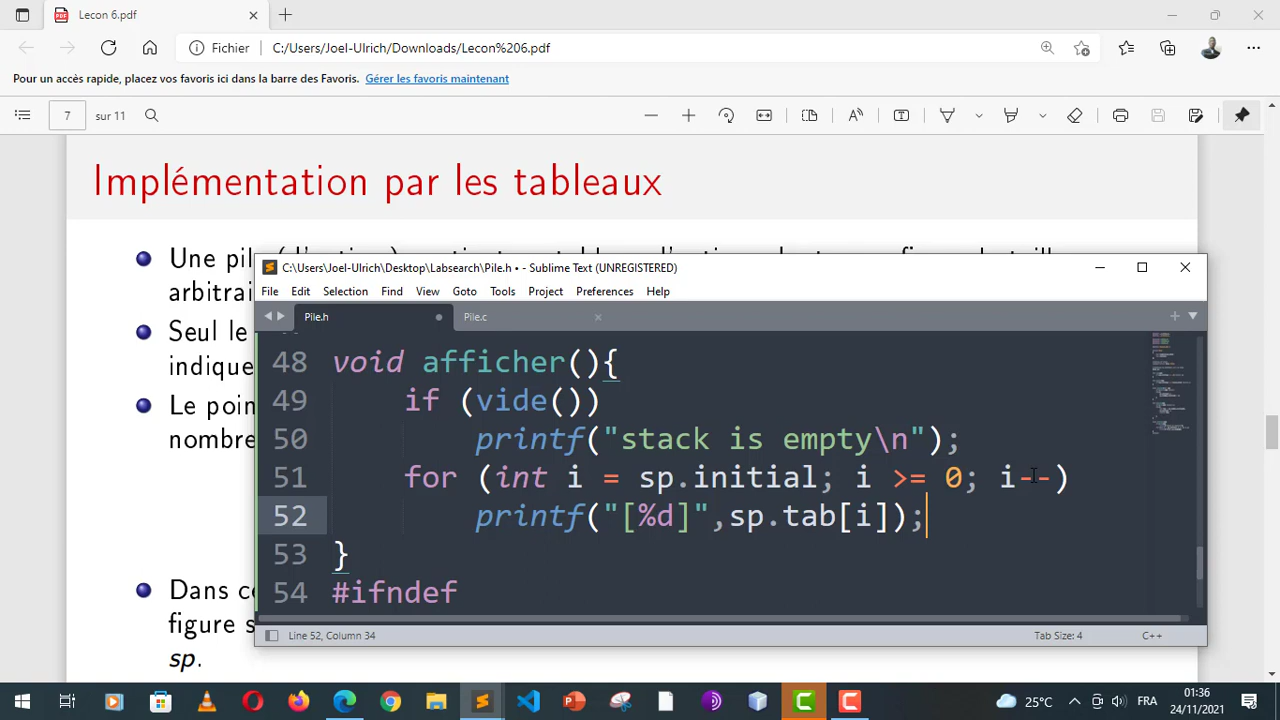 Lecon 6.pdf
Fichier C:/Users/Joel-Ulrich/Downloads/Lecon%206.pdf
Pour un accès rapide, placez vos favoris ici dans la barre des Favoris. Gérer les favoris maintenant
7 sur 11
Implémentation par les tableaux
Une
arbitrai
Seul le
indique
Le
nombre
C:\Users\Joel-Ulrich\Desktop\Labsearch\Pile.h • - Sublime Text (UNREGISTERED)
File Edit Selection Find View Goto Tools Project Preferences Help
Pile.h Pile.c
48 void afficher(){
49 if (vide())
50 printf("stack is empty\n");
51 for (int i = sp.initial; i >= 0; i--)
52 printf("[%d]",sp.tab[i]);
53 }
54 #ifndef
Line 52, Column 34 Tab Size: 4 C++
Dans
figure
sp.
25°C FRA 01:36
24/11/2021